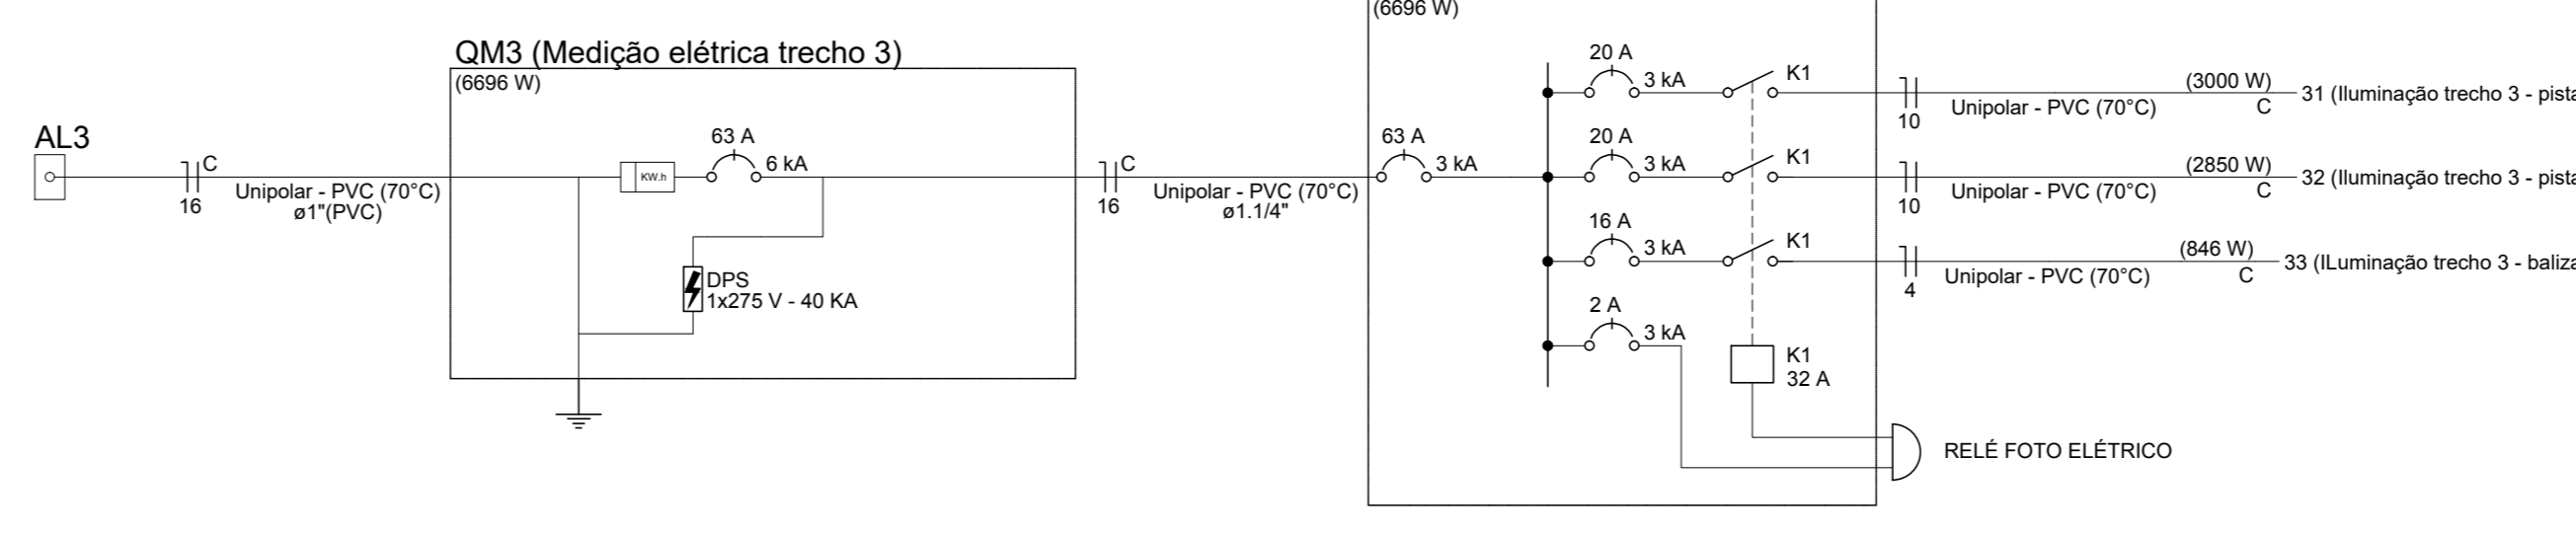 (6696 W)
QM3 (Medição elétrica trecho 3)
(6696 W)
AL3
C
16
Unipolar - PVC (70°C)
ø1"(PVC)
KW.h
63 A
6 kA
DPS
1x275 V - 40 KA
C
16
Unipolar - PVC (70°C)
ø1.1/4"
63 A
3 kA
20 A
3 kA
K1
10
Unipolar - PVC (70°C)
(3000 W)
C
31 (Iluminação trecho 3 - pista
20 A
3 kA
K1
10
Unipolar - PVC (70°C)
(2850 W)
C
32 (Iluminação trecho 3 - pista
16 A
3 kA
K1
4
Unipolar - PVC (70°C)
(846 W)
C
33 (ILuminação trecho 3 - baliza
2 A
3 kA
K1
32 A
RELÉ FOTO ELÉTRICO